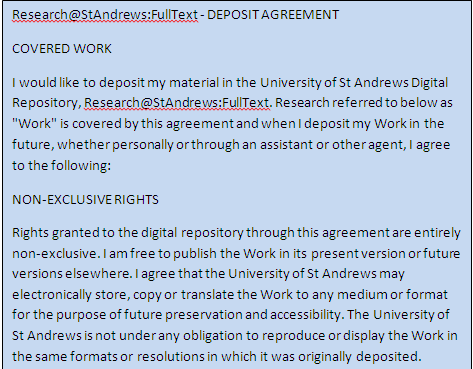 Research@StAndrews:FullText - DEPOSIT AGREEMENT
COVERED WORK
I would like to deposit my material in the University of St Andrews Digital
Repository, Research@StAndrews:FullText. Research referred to below as
"Work" is covered by this agreement and when I deposit my Work in the
future, whether personally or through an assistant or other agent, I agree
to the following:
NON-EXCLUSIVE RIGHTS
Rights granted to the digital repository through this agreement are entirely
non-exclusive. I am free to publish the Work in its present version or future
versions elsewhere. I agree that the University of St Andrews may
electronically store, copy or translate the Work to any medium or format
for the purpose of future preservation and accessibility. The University of
St Andrews is not under any obligation to reproduce or display the Work in
the same formats or resolutions in which it was originally deposited.